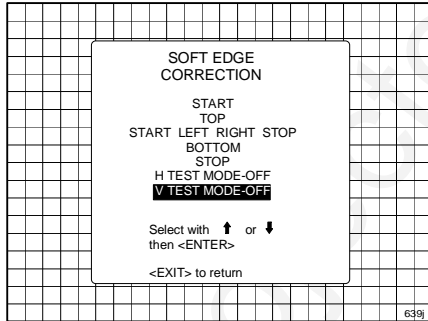 SOFT EDGE
CORRECTION
START
TOP
START LEFT RIGHT STOP
BOTTOM
STOP
H TEST MODE-OFF
V TEST MODE-OFF
Select with ⬆ or ⬇
then <ENTER>
<EXIT> to return
639j